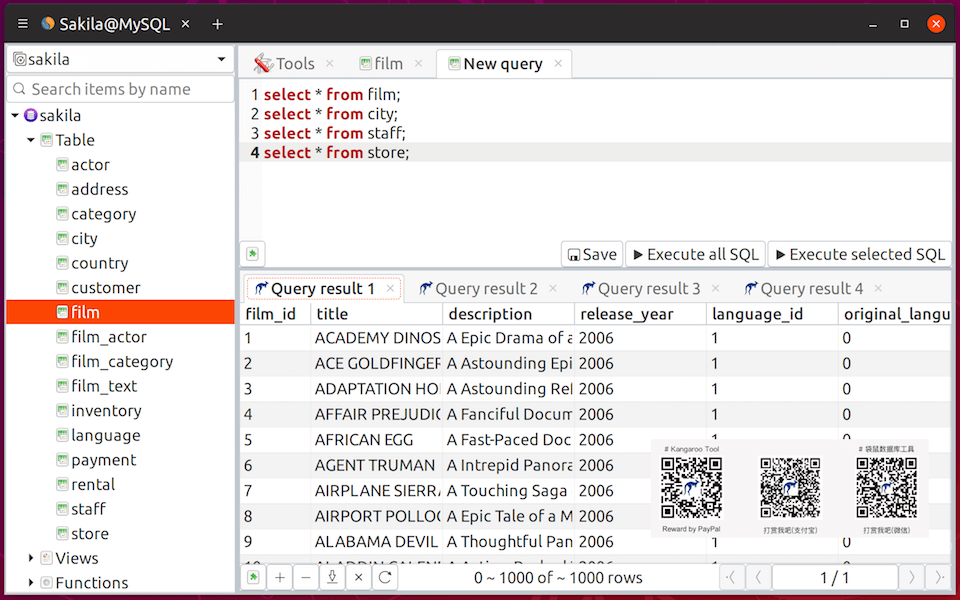 Sakila@MySQL
sakila
Search items by name
sakila
Table
actor
address
category
city
country
customer
film
film_actor
film_category
film_text
inventory
language
payment
rental
staff
store
Views
Functions
Tools
film
New query
1 select * from film;
2 select * from city;
3 select * from staff;
4 select * from store;
Save
Execute all SQL
Execute selected SQL
Query result 1
Query result 2
Query result 3
Query result 4
film_id title description release_year language_id original_langu
1 ACADEMY DINOS A Epic Drama of a 2006 1 0
2 ACE GOLDFINGER A Astounding Epi 2006 1 0
3 ADAPTATION HO A Astounding Rel 2006 1 0
4 AFFAIR PREJUDIC A Fanciful Docum 2006 1 0
5 AFRICAN EGG A Fast-Paced Doc 2006 1 0
6 AGENT TRUMAN A Intrepid Panora 2006
7 AIRPLANE SIERRA A Touching Saga 2006
8 AIRPORT POLLOC A Epic Tale of a M 2006
9 ALABAMA DEVIL A Thoughtful Pan 2006 1 0
# Kangaroo Tool
Reward by PayPal
打赏我吧(支付宝)
# 袋鼠数据库工具
打赏我吧(微信)
0 ~ 1000 of ~ 1000 rows
1 / 1